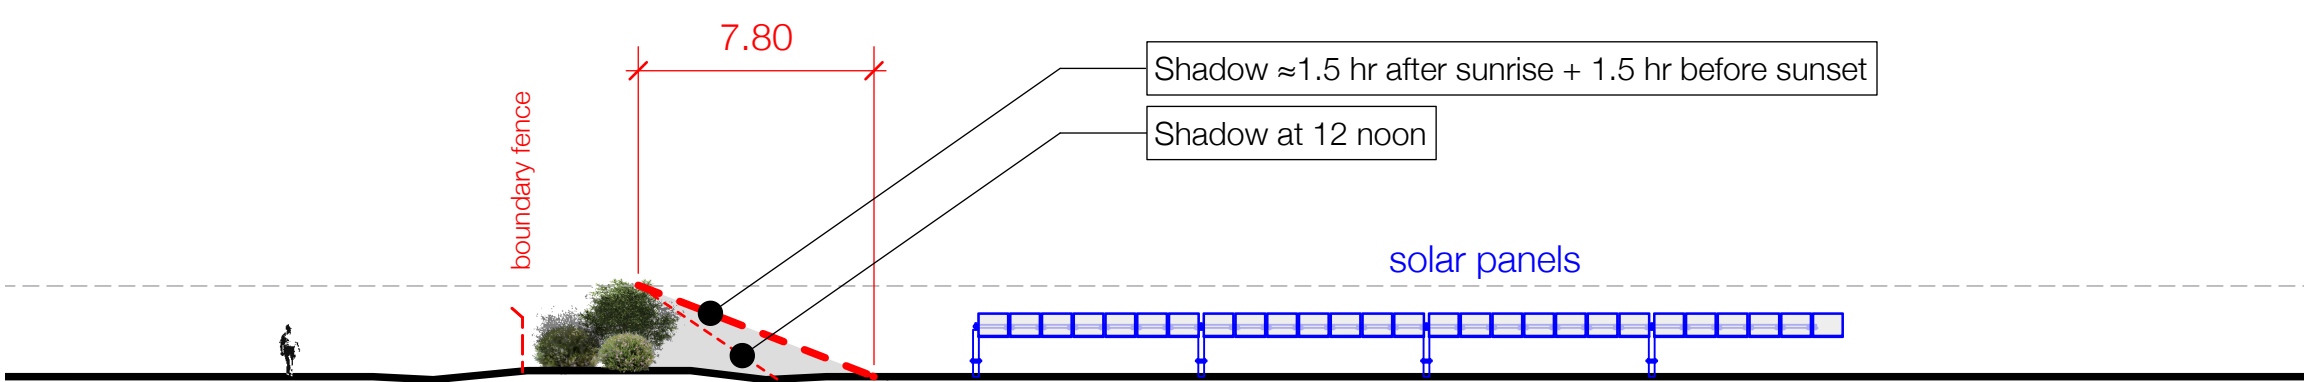 7.80
Shadow ≈1.5 hr after sunrise + 1.5 hr before sunset
Shadow at 12 noon
boundary fence
solar panels